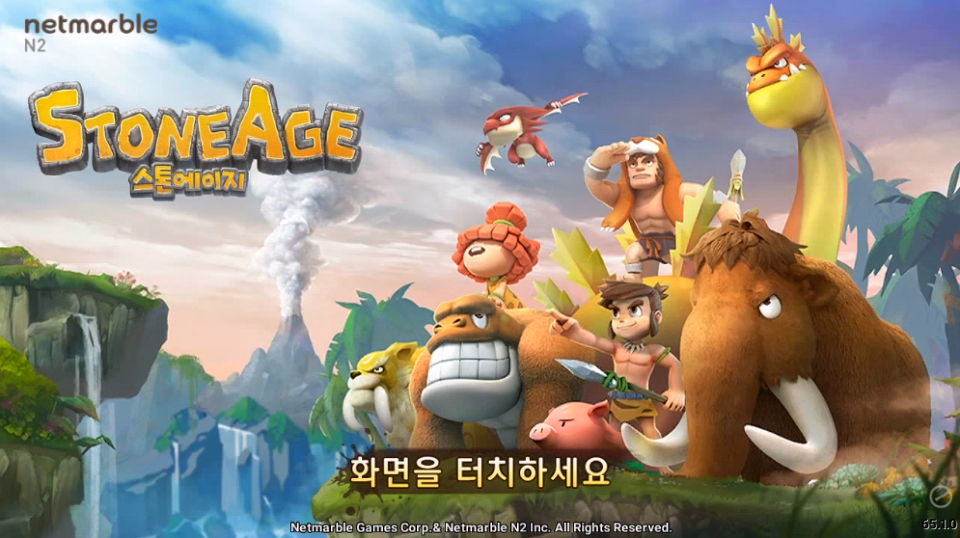 netmarble
N2
STONEAGE
스톤에이지
화면을 터치하세요
Netmarble Games Corp.& Netmarble N2 Inc. All Rights Reserved.
65.1.0